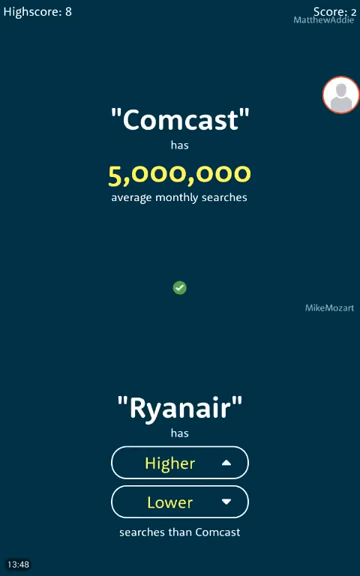 Highscore: 8
Score: 2
MatthewAddie
"Comcast"
has
5,000,000
average monthly searches
MikeMozart
"Ryanair"
has
Higher
Lower
searches than Comcast
13:48